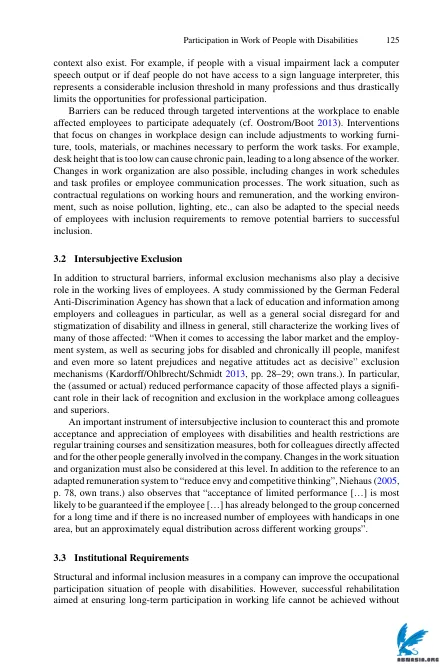 Participation in Work of People with Disabilities 125
context also exist. For example, if people with a visual impairment lack a computer
speech output or if deaf people do not have access to a sign language interpreter, this
represents a considerable inclusion threshold in many professions and thus drastically
limits the opportunities for professional participation.
Barriers can be reduced through targeted interventions at the workplace to enable
affected employees to participate adequately (cf. Oostrom/Boot 2013). Interventions
that focus on changes in workplace design can include adjustments to working furni-
ture, tools, materials, or machines necessary to perform the work tasks. For example,
desk height that is too low can cause chronic pain, leading to a long absence of the worker.
Changes in work organization are also possible, including changes in work schedules
and task profiles or employee communication processes. The work situation, such as
contractual regulations on working hours and remuneration, and the working environ-
ment, such as noise pollution, lighting, etc., can also be adapted to the special needs
of employees with inclusion requirements to remove potential barriers to successful
inclusion.
3.2 Intersubjective Exclusion
In addition to structural barriers, informal exclusion mechanisms also play a decisive
role in the working lives of employees. A study commissioned by the German Federal
Anti-Discrimination Agency has shown that a lack of education and information among
employers and colleagues in particular, as well as a general social disregard for and
stigmatization of disability and illness in general, still characterize the working lives of
many of those affected: “When it comes to accessing the labor market and the employ-
ment system, as well as securing jobs for disabled and chronically ill people, manifest
and even more so latent prejudices and negative attitudes act as decisive” exclusion
mechanisms (Kardorff/Ohlbrecht/Schmidt 2013, pp. 28–29; own trans.). In particular,
the (assumed or actual) reduced performance capacity of those affected plays a signifi-
cant role in their lack of recognition and exclusion in the workplace among colleagues
and superiors.
An important instrument of intersubjective inclusion to counteract this and promote
acceptance and appreciation of employees with disabilities and health restrictions are
regular training courses and sensitization measures, both for colleagues directly affected
and for the other people generally involved in the company. Changes in the work situation
and organization must also be considered at this level. In addition to the reference to an
adapted remuneration system to “reduce envy and competitive thinking”, Niehaus (2005,
p. 78, own trans.) also observes that “acceptance of limited performance […] is most
likely to be guaranteed if the employee […] has already belonged to the group concerned
for a long time and if there is no increased number of employees with handicaps in one
area, but an approximately equal distribution across different working groups”.
3.3 Institutional Requirements
Structural and informal inclusion measures in a company can improve the occupational
participation situation of people with disabilities. However, successful rehabilitation
aimed at ensuring long-term participation in working life cannot be achieved without